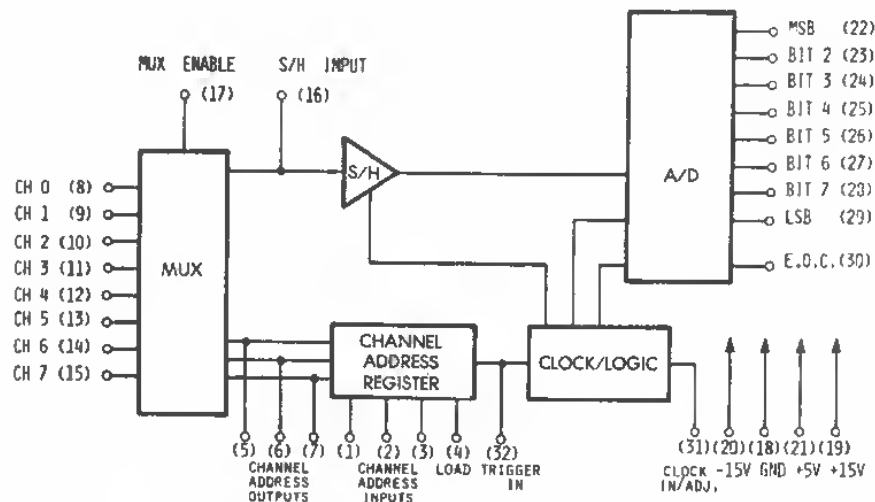 MUX ENABLE
(17)
S/H INPUT
(16)
CH 0 (8)
CH 1 (9)
CH 2 (10)
CH 3 (11)
CH 4 (12)
CH 5 (13)
CH 6 (14)
CH 7 (15)
MUX
S/H
A/D
MSB (22)
BIT 2 (23)
BIT 3 (24)
BIT 4 (25)
BIT 5 (26)
BIT 6 (27)
BIT 7 (28)
LSB (29)
E.O.C. (30)
CHANNEL
ADDRESS
REGISTER
CLOCK/LOGIC
(5) (6) (7)
CHANNEL
ADDRESS
OUTPUTS
(1) (2) (3)
CHANNEL
ADDRESS
INPUTS
(4)
LOAD
(32)
TRIGGER
IN
(31)
CLOCK
IN/ADJ.
(20)
-15V
(18)
GND
(21)
+5V
(19)
+15V